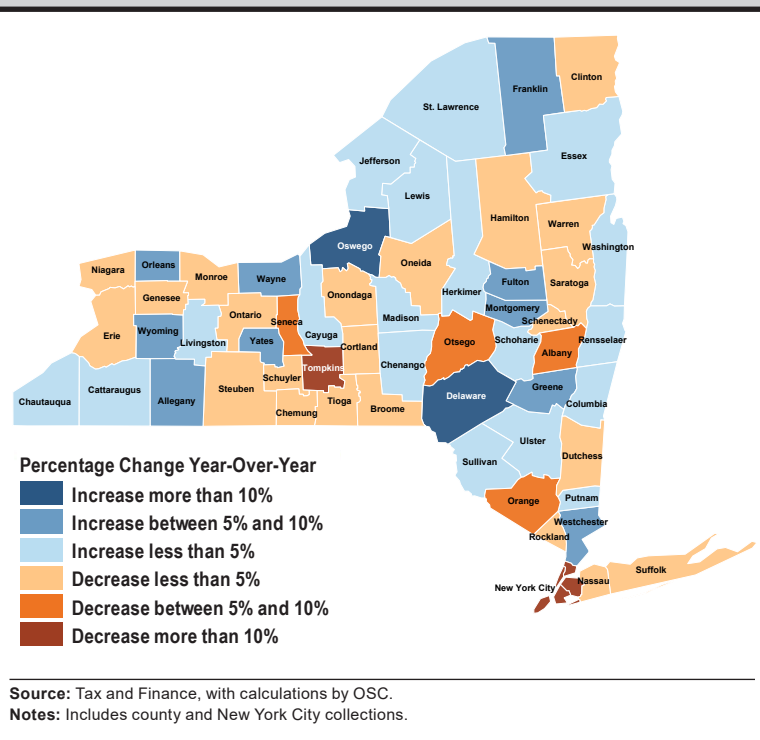 Clinton
Franklin
St. Lawrence
Essex
Jefferson
Lewis
Hamilton
Warren
Oswego
Washington
Oneida
Orleans
Niagara
Monroe
Wayne
Fulton
Saratoga
Herkimer
Genesee
Onondaga
Montgomery
Ontario
Madison
Seneca
Schenectady
Wyoming
Erie
Cayuga
Livingston
Yates
Otsego
Schoharie
Rensselaer
Cortland
Albany
Chenango
Tompkins
Schuyler
Cattaraugus
Steuben
Greene
Delaware
Chautauqua
Allegany
Tioga
Columbia
Broome
Chemung
Ulster
Dutchess
Sullivan
Percentage Change Year-Over-Year
Increase more than 10%
Putnam
Orange
Increase between 5% and 10%
Westchester
Rockland
Increase less than 5%
Suffolk
Decrease less than 5%
Nassau
New York City
Decrease between 5% and 10%
Decrease more than 10%
Source: Tax and Finance, with calculations by OSC.
Notes: Includes county and New York City collections.